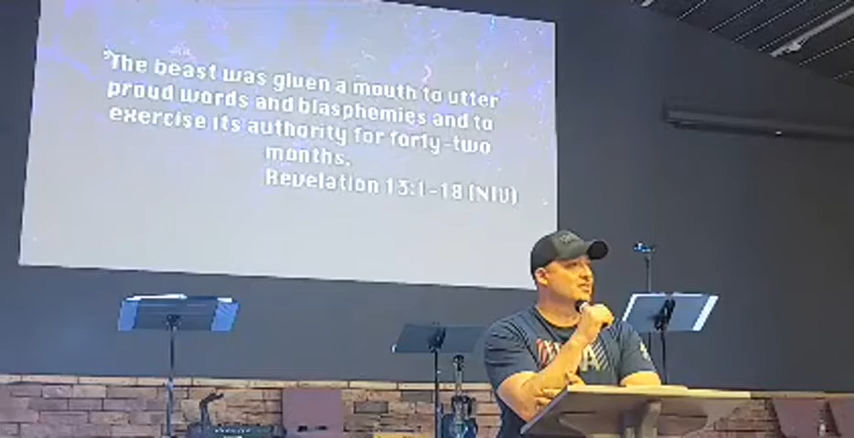 ⁵The beast was given a mouth to utter
proud words and blasphemies and to
exercise its authority for forty-two
months.
Revelation 13:1-18 (NIV)